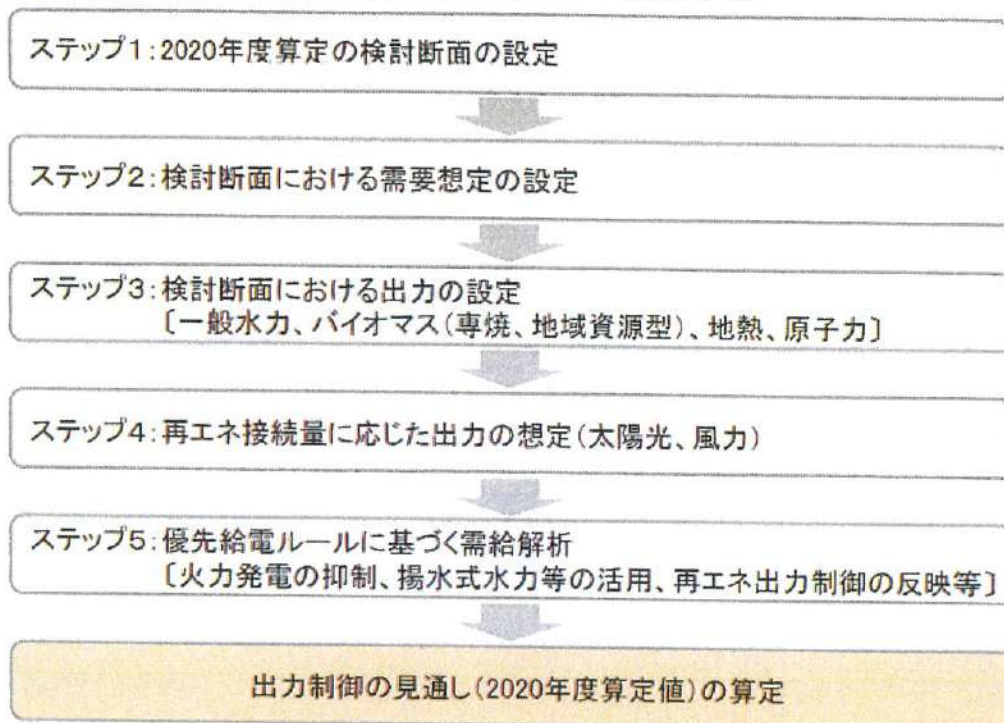 ステップ1:2020年度算定の検討断面の設定
ステップ2:検討断面における需要想定の設定
ステップ3:検討断面における出力の設定
〔一般水力、バイオマス(専焼、地域資源型)、地熱、原子力〕
ステップ4:再エネ接続量に応じた出力の想定(太陽光、風力)
ステップ5:優先給電ルールに基づく需給解析
〔火力発電の抑制、揚水式水力等の活用、再エネ出力制御の反映等〕
出力制御の見通し(2020年度算定値)の算定